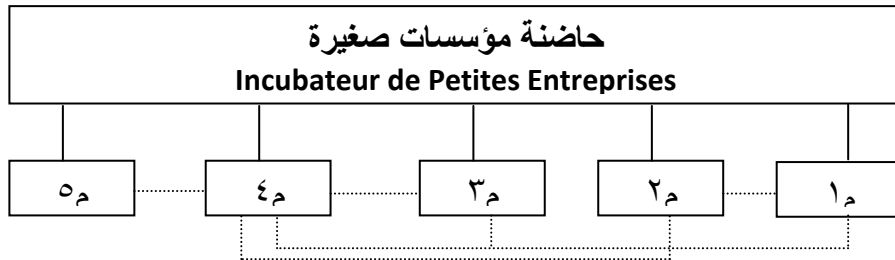 حاضنة مؤسسات صغيرة
Incubateur de Petites Entreprises
م١
م٢
م٣
م٤
م٥